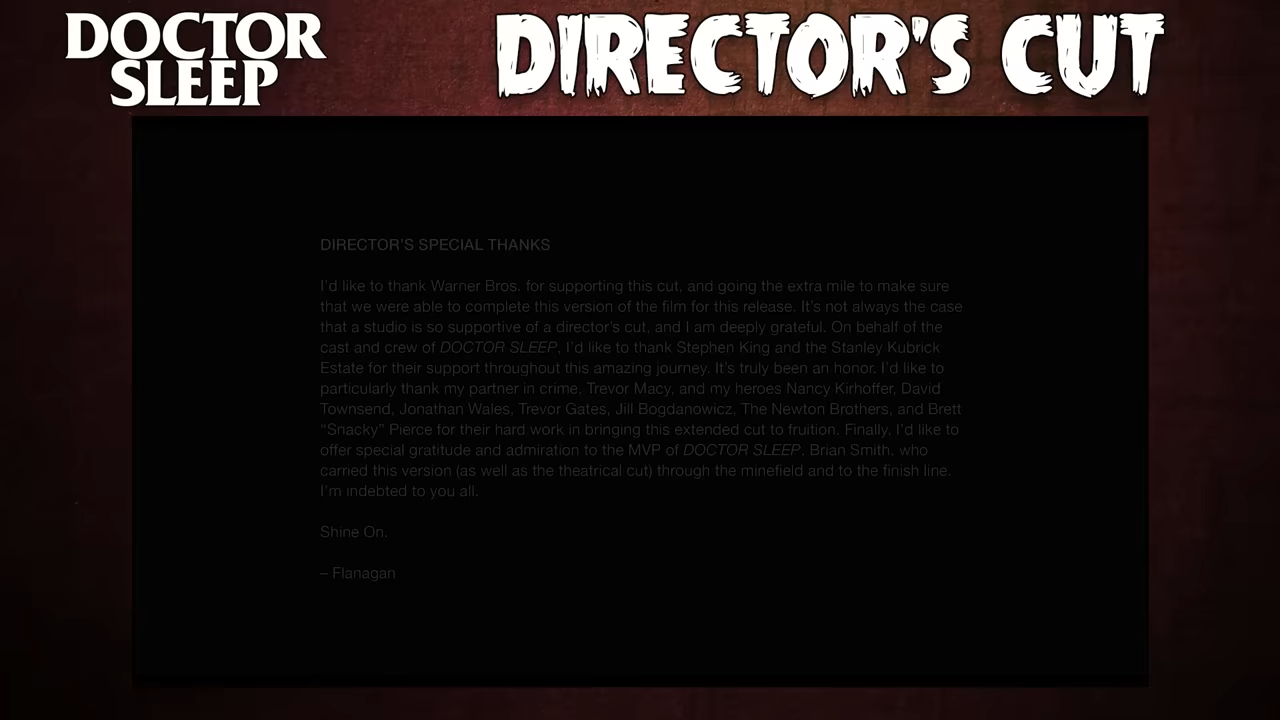 DOCTOR
SLEEP
DIRECTOR'S CUT
DIRECTOR'S SPECIAL THANKS
I'd like to thank Warner Bros. for supporting this cut, and going the extra mile to make sure
that we were able to complete this version of the film for this release. It's not always the case
that a studio is so supportive of a director's cut, and I am deeply grateful. On behalf of the
cast and crew of DOCTOR SLEEP, I'd like to thank Stephen King and the Stanley Kubrick
Estate for their support throughout this amazing journey. It's truly been an honor. I'd like to
particularly thank my partner in crime, Trevor Macy, and my heroes Nancy Kirhoffer, David
Townsend, Jonathan Wales, Trevor Gates, Jill Bogdanowicz, The Newton Brothers, and Brett
"Snacky" Pierce for their hard work in bringing this extended cut to fruition. Finally, I'd like to
offer special gratitude and admiration to the MVP of DOCTOR SLEEP, Brian Smith, who
carried this version (as well as the theatrical cut) through the minefield and to the finish line.
I'm indebted to you all.
Shine On.
– Flanagan